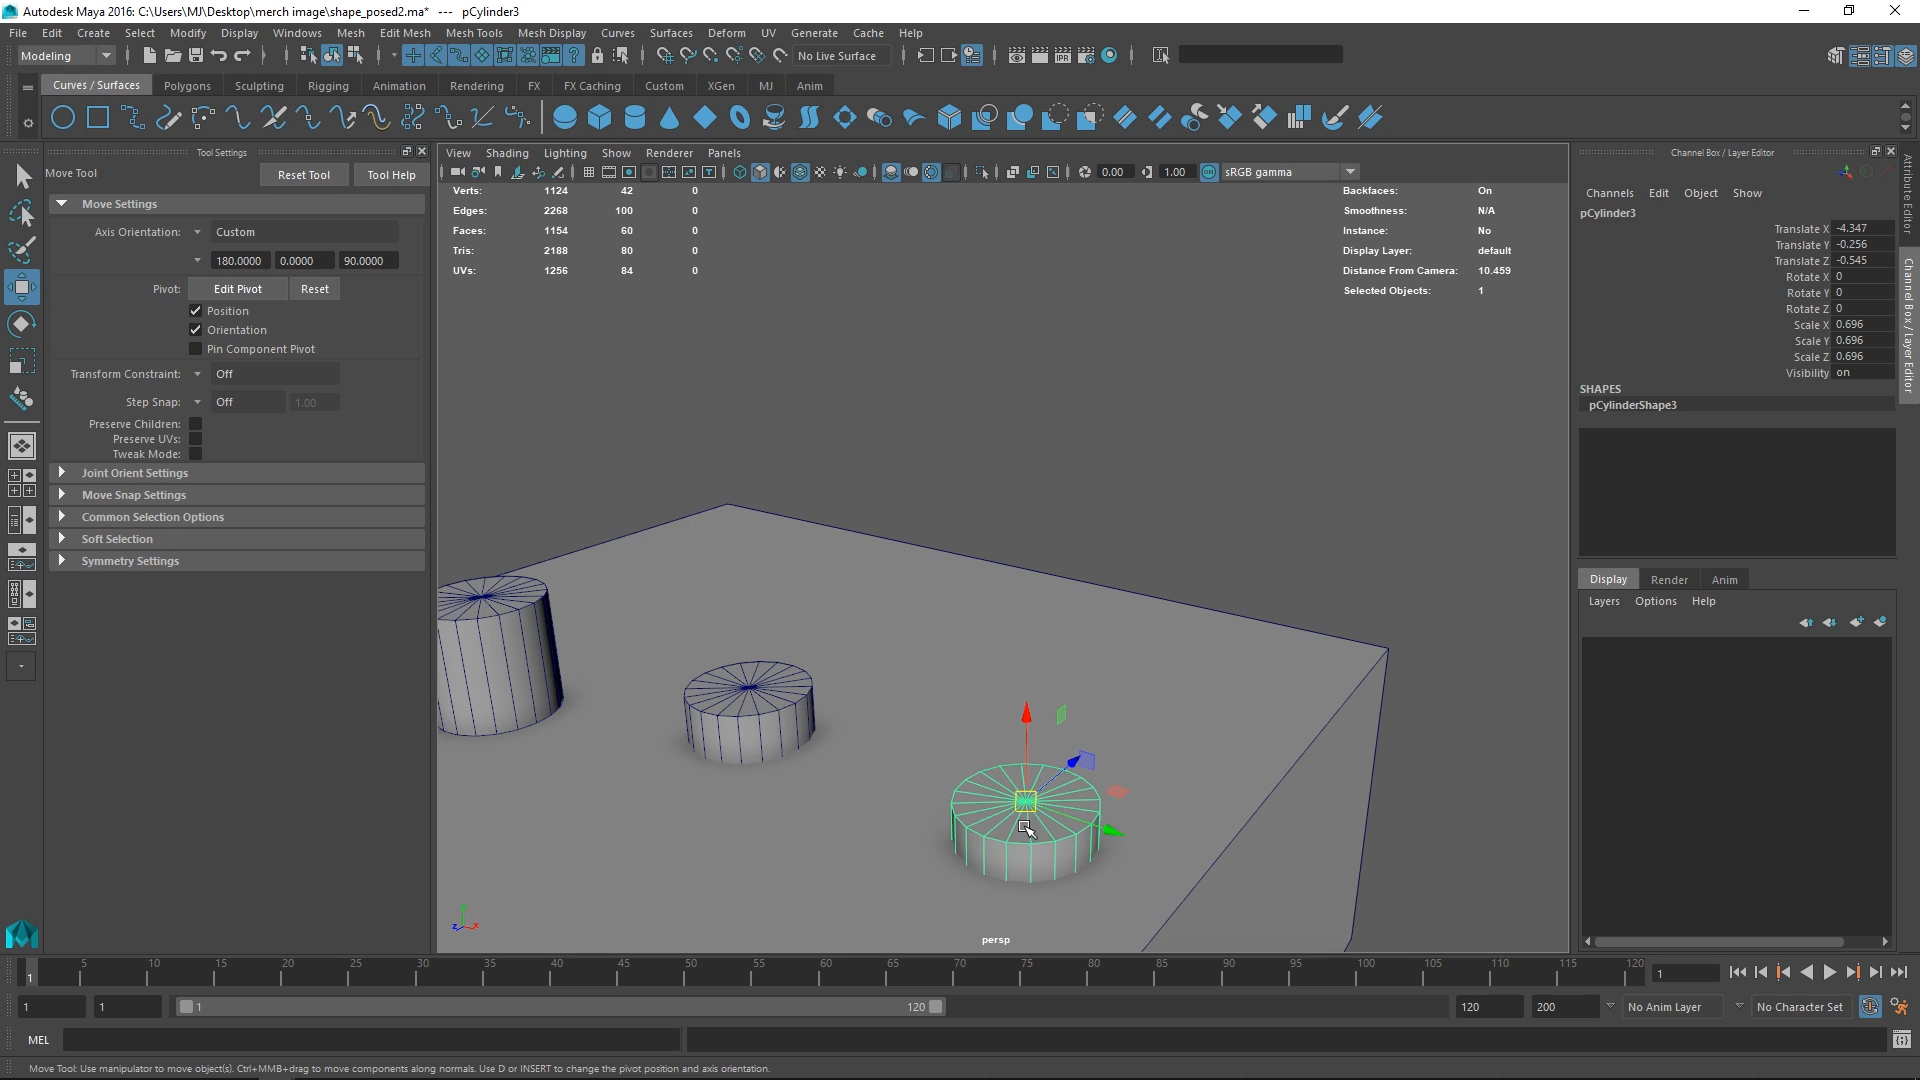 Autodesk Maya 2016: C:\Users\MJ\Desktop\merch image\shape_posed2.ma* --- pCylinder3
File Edit Create Select Modify Display Windows Mesh Edit Mesh Mesh Tools Mesh Display Curves Surfaces Deform UV Generate Cache Help
Modeling No Live Surface
Curves / Surfaces Polygons Sculpting Rigging Animation Rendering FX FX Caching Custom XGen MJ Anim
Tool Settings
Move Tool Reset Tool Tool Help
Move Settings
Axis Orientation: Custom
180.0000 0.0000 90.0000
Pivot: Edit Pivot Reset
Position
Orientation
Pin Component Pivot
Transform Constraint: Off
Step Snap: Off 1.00
Preserve Children:
Preserve UVs:
Tweak Mode:
Joint Orient Settings
Move Snap Settings
Common Selection Options
Soft Selection
Symmetry Settings
View Shading Lighting Show Renderer Panels
0.00 1.00 sRGB gamma
Verts: 1124 42 0
Edges: 2268 100 0
Faces: 1154 60 0
Tris: 2188 80 0
UVs: 1256 84 0
Backfaces: On
Smoothness: N/A
Instance: No
Display Layer: default
Distance From Camera: 10.459
Selected Objects: 1
persp
Channel Box / Layer Editor
Channels Edit Object Show
pCylinder3
Translate X -4.347
Translate Y -0.256
Translate Z -0.545
Rotate X 0
Rotate Y 0
Rotate Z 0
Scale X 0.696
Scale Y 0.696
Scale Z 0.696
Visibility on
SHAPES
pCylinderShape3
Display Render Anim
Layers Options Help
Attribute Editor
Channel Box / Layer Editor
5 10 15 20 25 30 35 40 45 50 55 60 65 70 75 80 85 90 95 100 105 110 115 120
1 1
1 1 1 120 120 200 No Anim Layer No Character Set
MEL
Move Tool: Use manipulator to move object(s). Ctrl+MMB+drag to move components along normals. Use D or INSERT to change the pivot position and axis orientation.